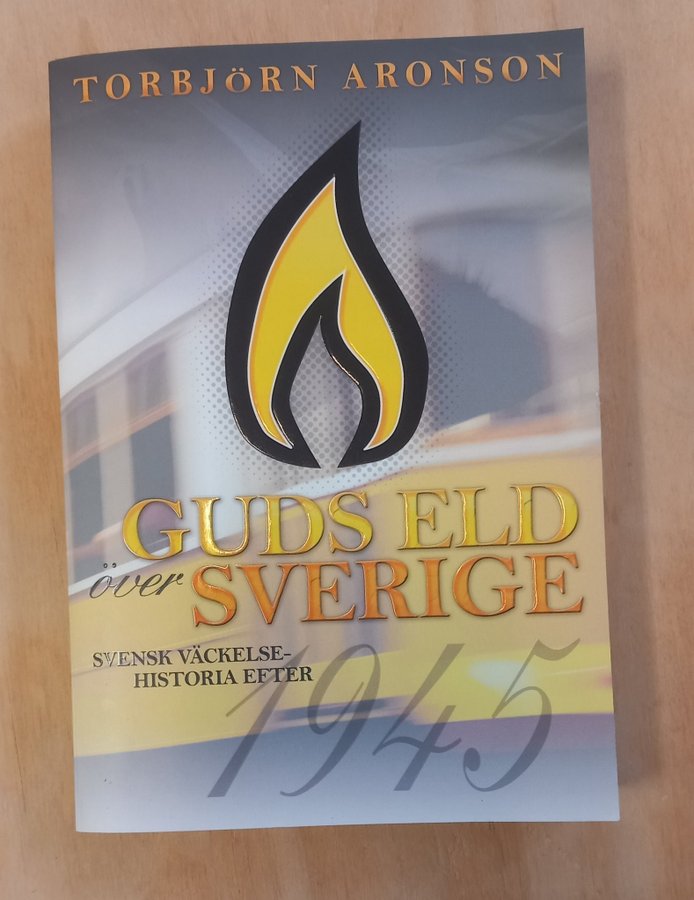 TORBJÖRN ARONSON
GUDS ELD
över SVERIGE
SVENSK VÄCKELSE-
HISTORIA EFTER
1945